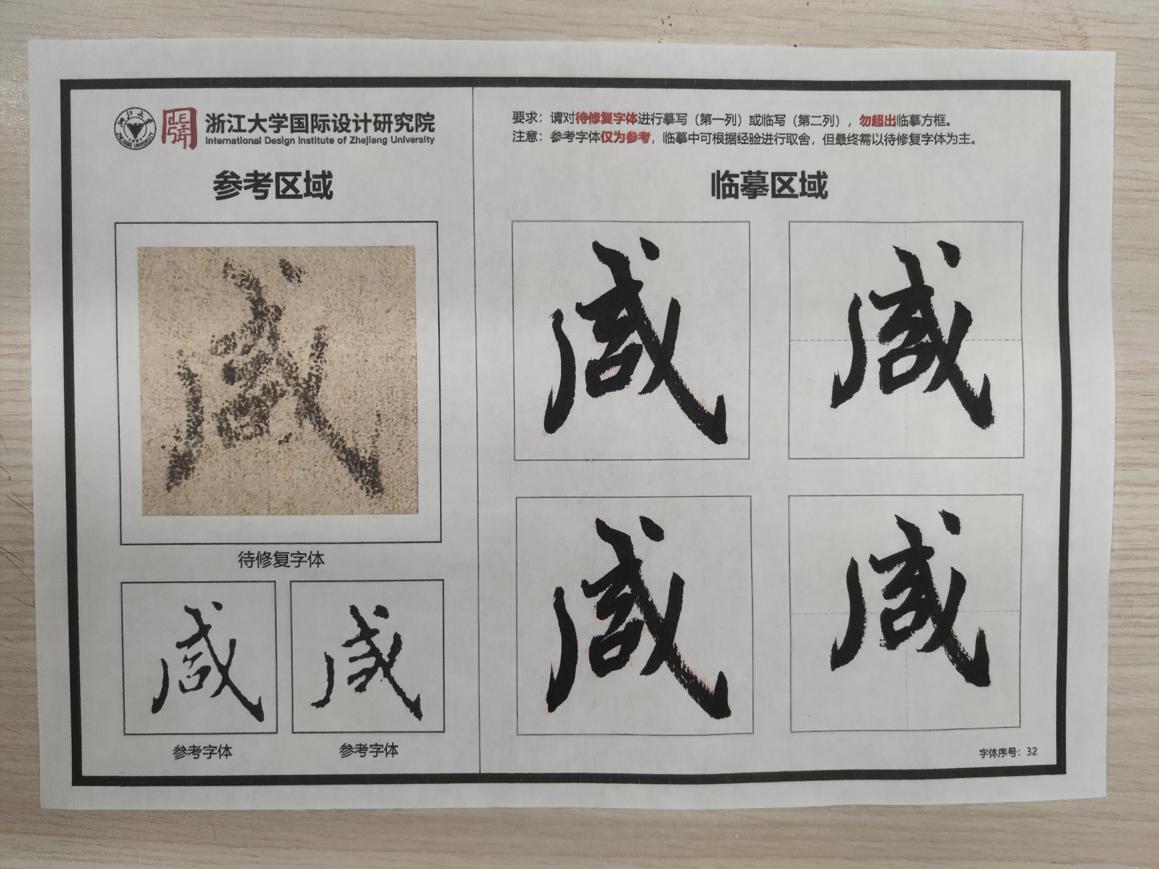 浙江大学国际设计研究院
International Design Institute of Zhejiang University
参考区域
咸
待修复字体
咸
咸
参考字体
参考字体
要求：请对待修复字体进行摹写（第一列）或临写（第二列），勿超出临摹方框。
注意：参考字体仅为参考，临摹中可根据经验进行取舍，但最终需以待修复字体为主。
临摹区域
咸
咸
咸
咸
字体序号：32